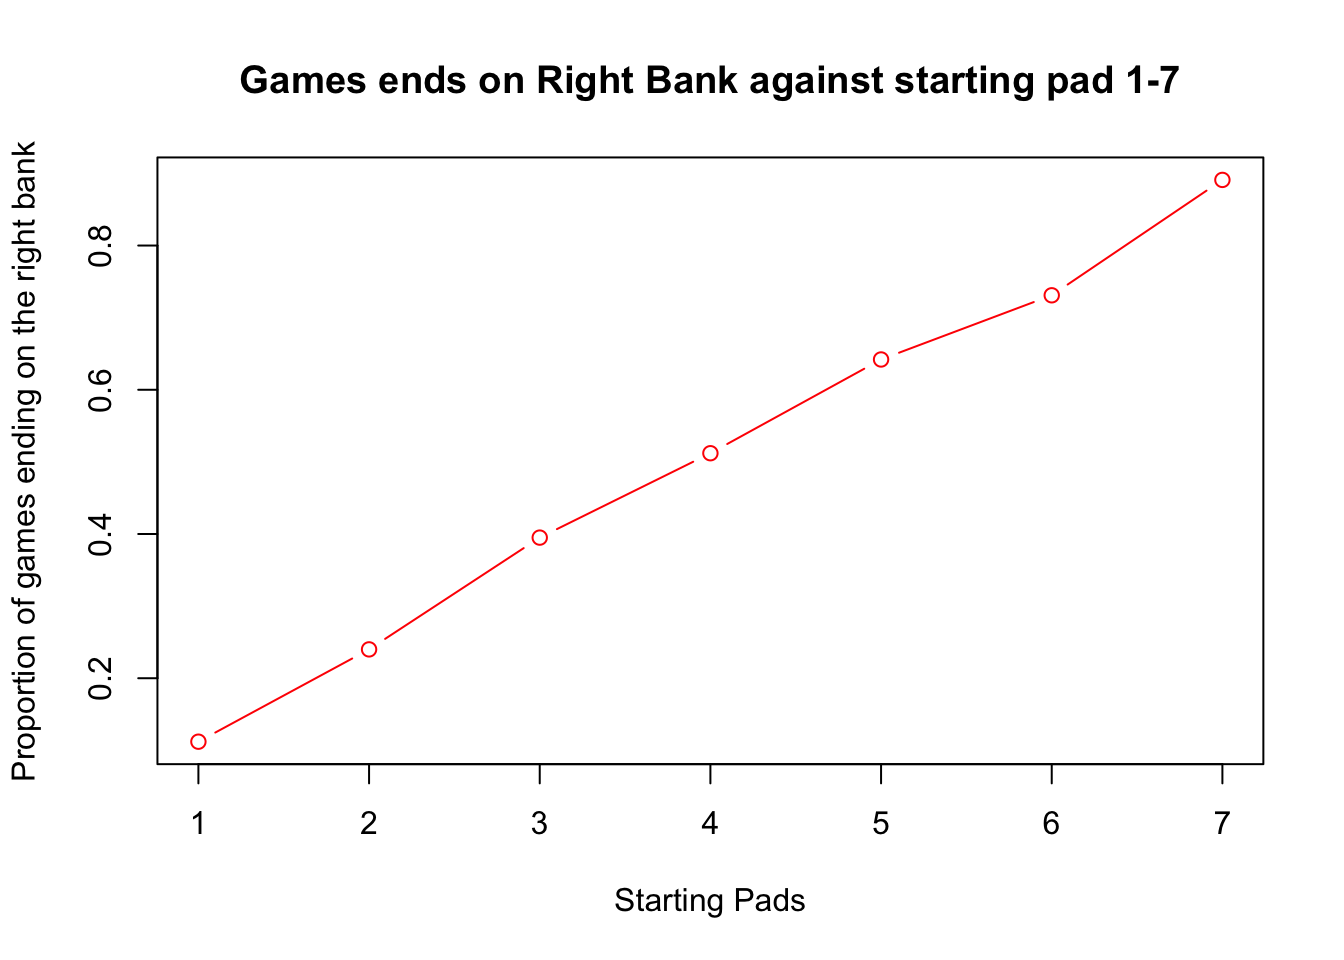 Games ends on Right Bank against starting pad 1-7
Proportion of games ending on the right bank
0.8
0.6
0.4
0.2
1 2 3 4 5 6 7
Starting Pads